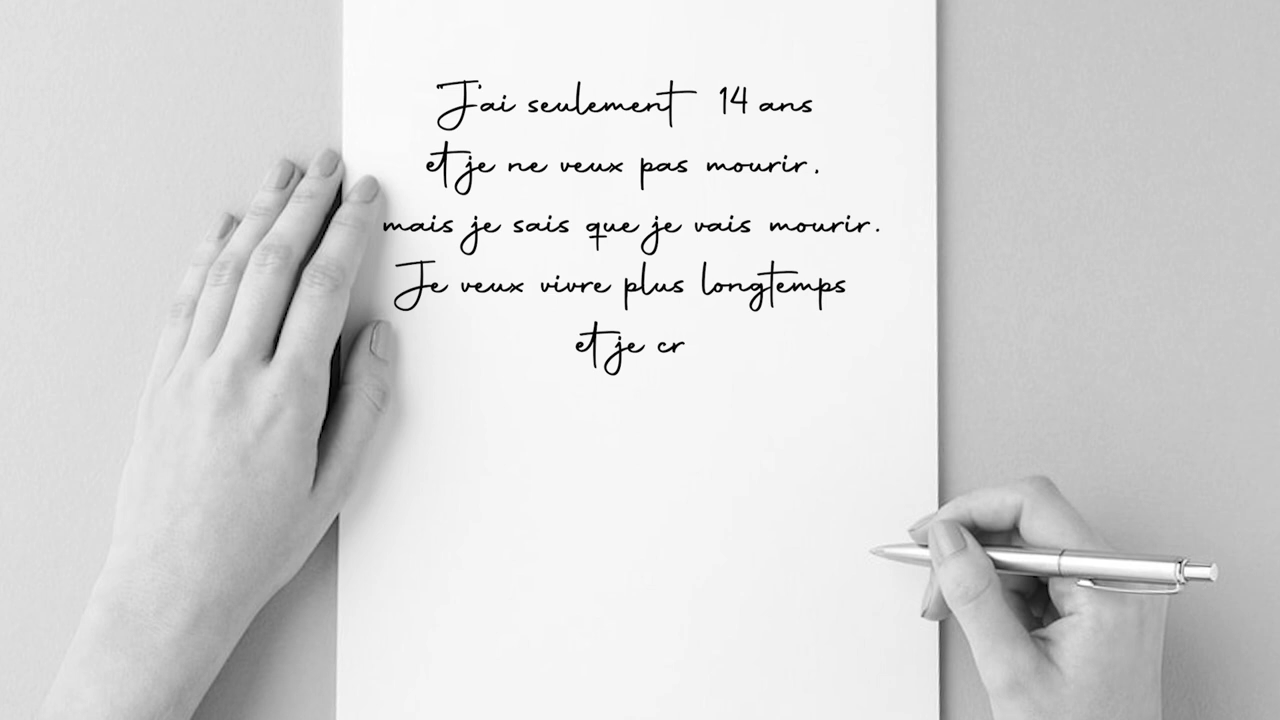 J'ai seulement 14 ans
et je ne veux pas mourir.
mais je sais que je vais mourir.
Je veux vivre plus longtemps
et je cr